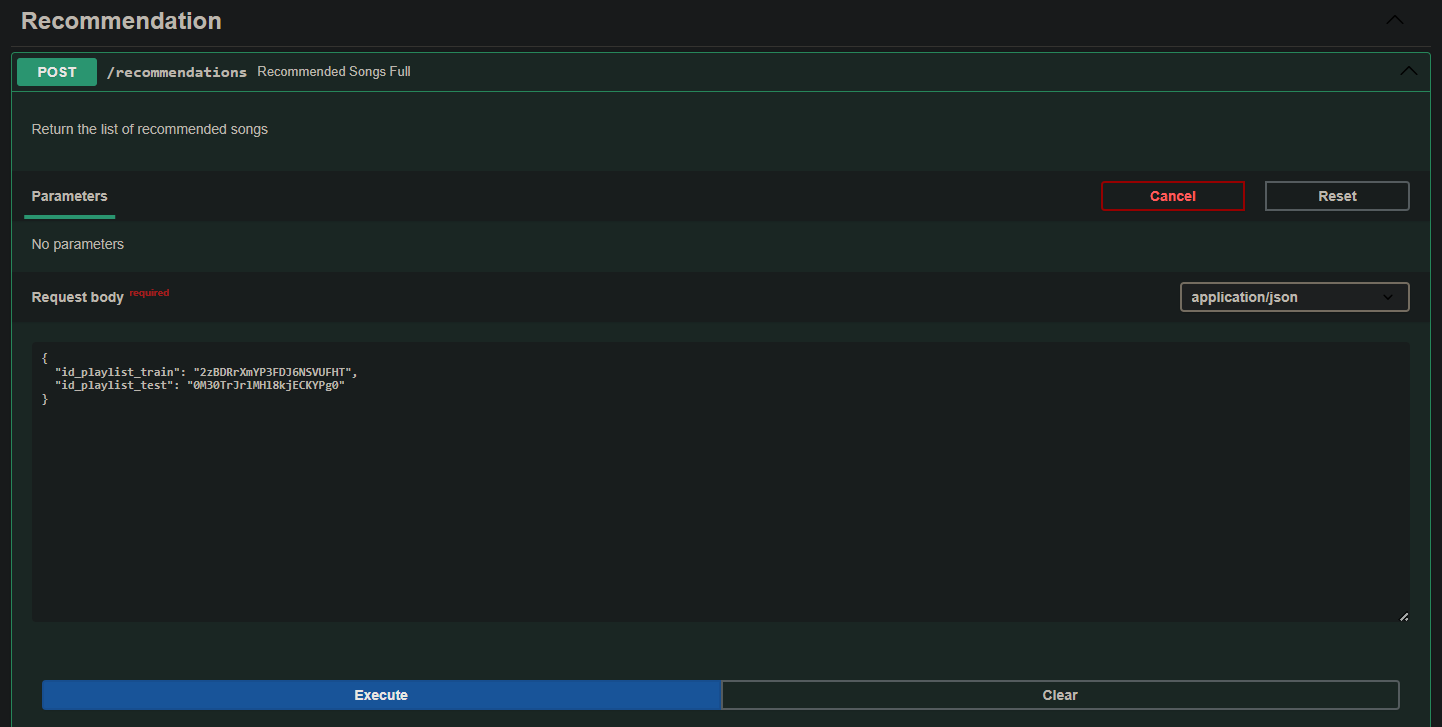 Recommendation
POST /recommendations Recommended Songs Full
Return the list of recommended songs
Parameters Cancel Reset
No parameters
Request body required application/json
{
"id_playlist_train": "2zBDRrXmYP3FDJ6NSVUFHT",
"id_playlist_test": "0M30TrJrlMHl8kjECKYPg0"
}
Execute Clear